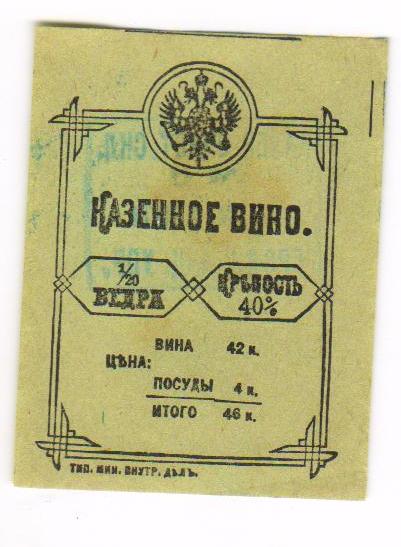 КАЗЕННОЕ ВИНО.
1/20
ВЕДРА
КРѢПОСТЬ
40%
ВИНА 42 к.
ЦѢНА:
ПОСУДЫ 4 к.
ИТОГО 46 к.
ТИП. МИН. ВНУТР. ДѢЛЪ.